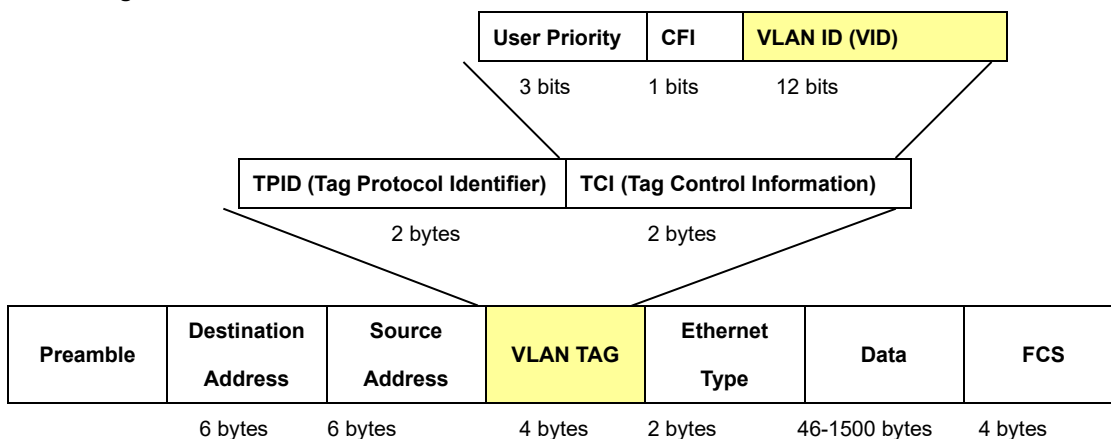 User Priority CFI VLAN ID (VID)
3 bits 1 bits 12 bits
TPID (Tag Protocol Identifier) TCI (Tag Control Information)
2 bytes 2 bytes
Preamble Destination Address Source Address VLAN TAG Ethernet Type Data FCS
6 bytes 6 bytes 4 bytes 2 bytes 46-1500 bytes 4 bytes